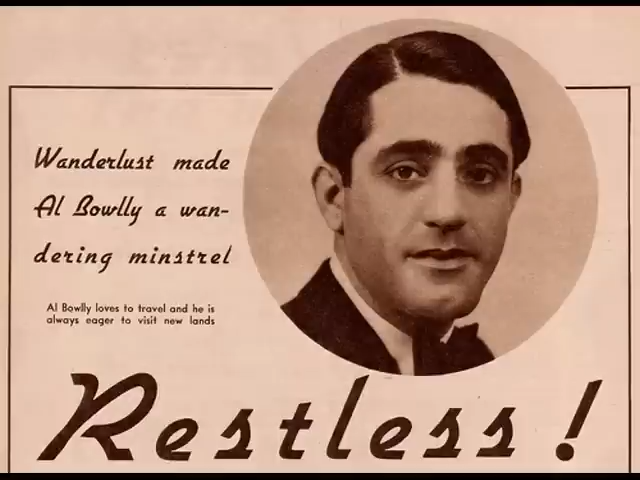 Wanderlust made
Al Bowlly a wan-
dering minstrel
Al Bowlly loves to travel and he is
always eager to visit new lands
Restless!